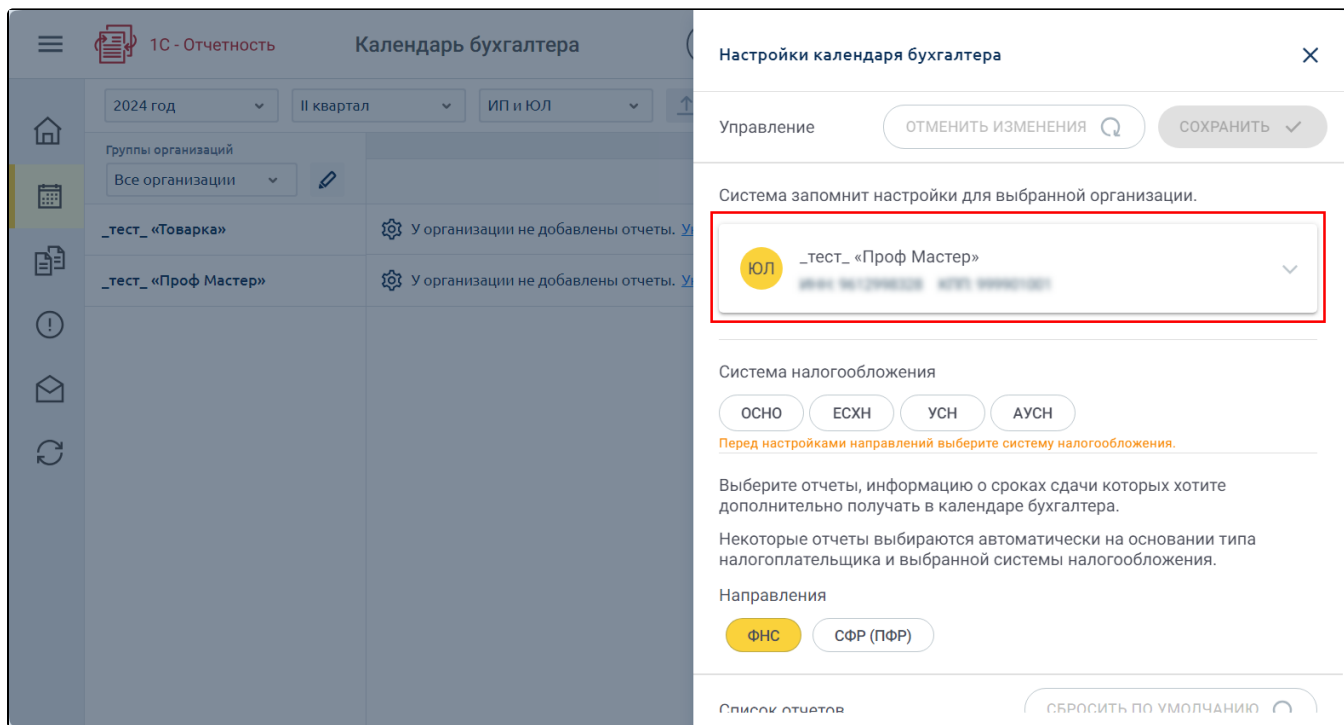 1С - Отчетность
Календарь бухгалтера
2024 год
II квартал
ИП и ЮЛ
Группы организаций
Все организации
_тест_ «Товарка»
У организации не добавлены отчеты.
_тест_ «Проф Мастер»
У организации не добавлены отчеты.
Настройки календаря бухгалтера
Управление
ОТМЕНИТЬ ИЗМЕНЕНИЯ
СОХРАНИТЬ
Система запомнит настройки для выбранной организации.
ЮЛ
_тест_ «Проф Мастер»
Система налогообложения
ОСНО
ЕСХН
УСН
АУСН
Перед настройками направлений выберите систему налогообложения.
Выберите отчеты, информацию о сроках сдачи которых хотите
дополнительно получать в календаре бухгалтера.
Некоторые отчеты выбираются автоматически на основании типа
налогоплательщика и выбранной системы налогообложения.
Направления
ФНС
СФР (ПФР)
Список отчетов
СБРОСИТЬ ПО УМОЛЧАНИЮ